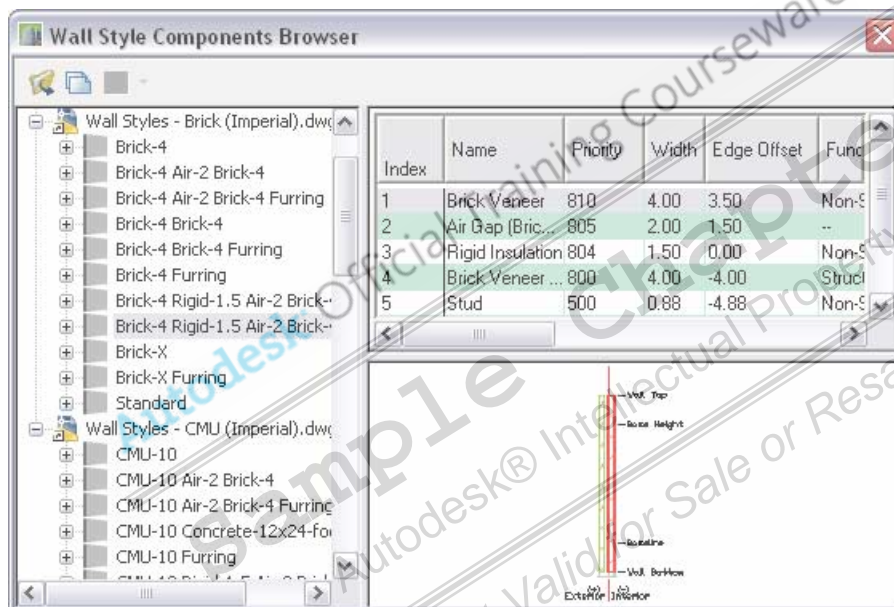 Wall Style Components Browser
Wall Styles - Brick (Imperial).dwg
Brick-4
Brick-4 Air-2 Brick-4
Brick-4 Air-2 Brick-4 Furring
Brick-4 Brick-4
Brick-4 Brick-4 Furring
Brick-4 Furring
Brick-4 Rigid-1.5 Air-2 Brick-
Brick-4 Rigid-1.5 Air-2 Brick-
Brick-X
Brick-X Furring
Standard
Wall Styles - CMU (Imperial).dwg
CMU-10
CMU-10 Air-2 Brick-4
CMU-10 Air-2 Brick-4 Furring
CMU-10 Concrete-12x24-foo
CMU-10 Furring
Index Name Priority Width Edge Offset Func
1 Brick Veneer 810 4.00 3.50 Non-S
2 Air Gap (Bric... 805 2.00 1.50 --
3 Rigid Insulation 804 1.50 0.00 Non-S
4 Brick Veneer ... 800 4.00 -4.00 Struct
5 Stud 500 0.88 -4.88 Non-S
Wall Top
Base Height
Baseline
Wall Bottom
Exterior (+) (-) Interior
Autodesk Official Training Courseware
Sample Chapte
Autodesk® Intellectual Property
Valid for Sale or Resa